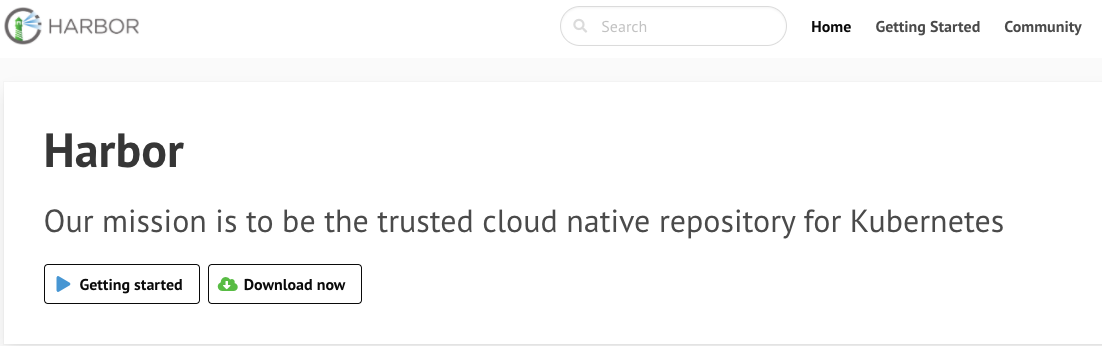 HARBOR
Search
Home
Getting Started
Community
Harbor
Our mission is to be the trusted cloud native repository for Kubernetes
Getting started
Download now